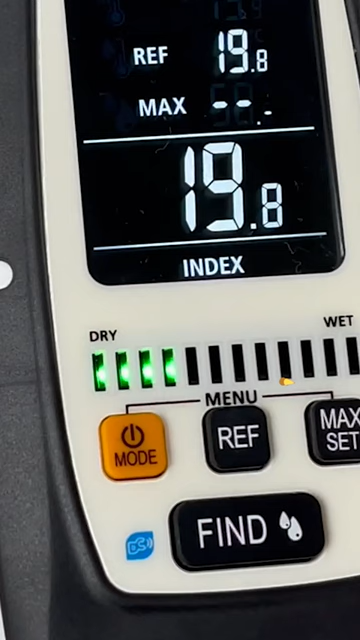 REF 19.8
MAX --.-
19.8
INDEX
DRY WET
MENU
MODE REF MAX
SET
FIND